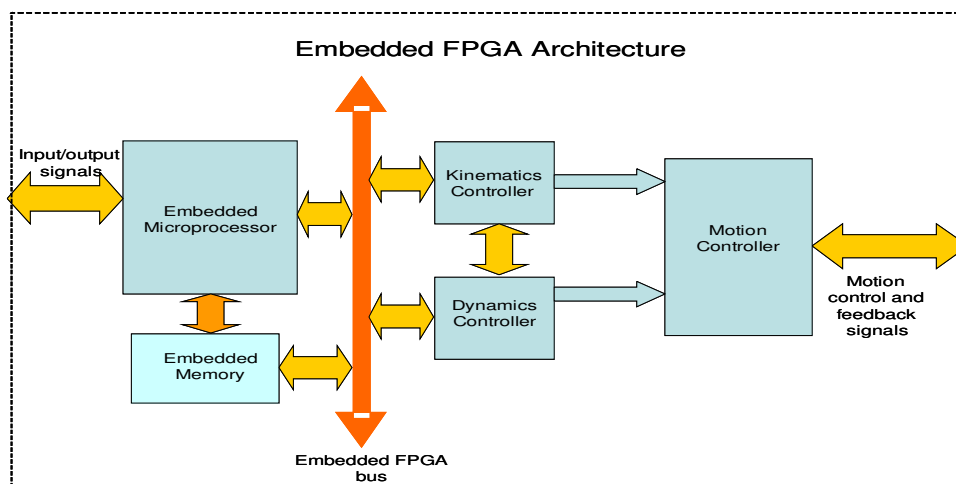 Embedded FPGA Architecture
Input/output
signals
Embedded
Microprocessor
Kinematics
Controller
Motion
Controller
Dynamics
Controller
Motion
control and
feedback
signals
Embedded
Memory
Embedded FPGA
bus